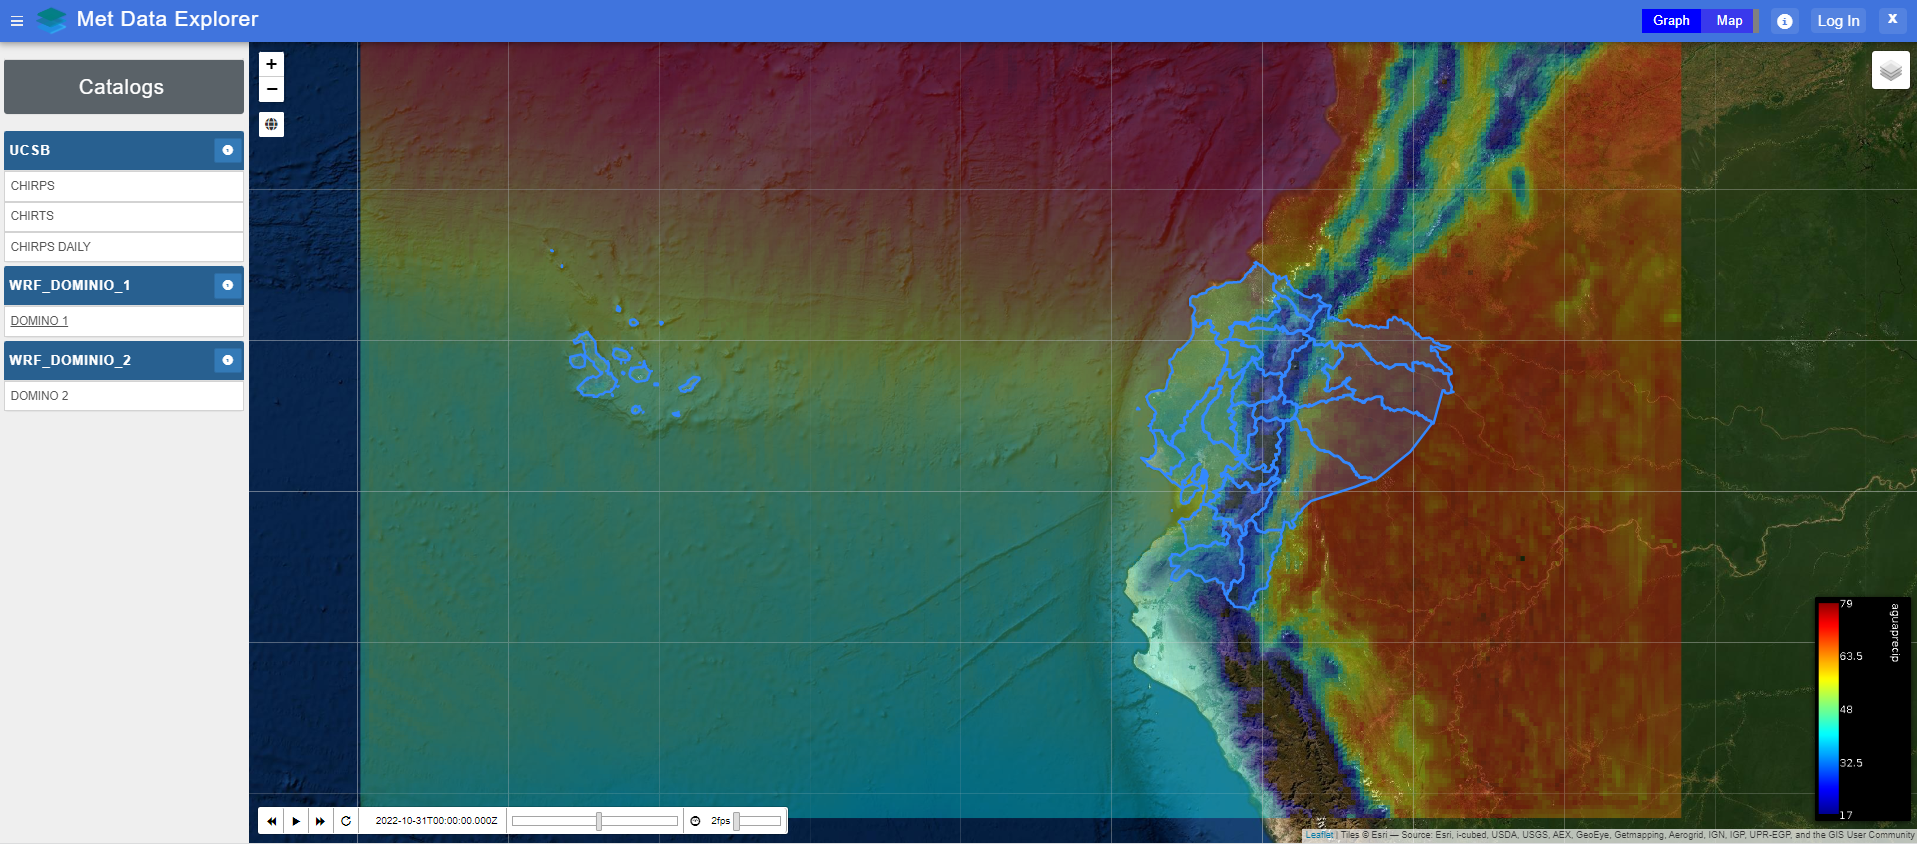 Met Data Explorer
Graph
Map
Log In
X
Catalogs
UCSB
CHIRPS
CHIRTS
CHIRPS DAILY
WRF_DOMINIO_1
DOMINO 1
WRF_DOMINIO_2
DOMINO 2
+
−
79
63.5
48
32.5
17
aguaprecip
2022-10-31T00:00:00.000Z
2fps
Leaflet | Tiles © Esri — Source: Esri, i-cubed, USDA, USGS, AEX, GeoEye, Getmapping, Aerogrid, IGN, IGP, UPR-EGP, and the GIS User Community